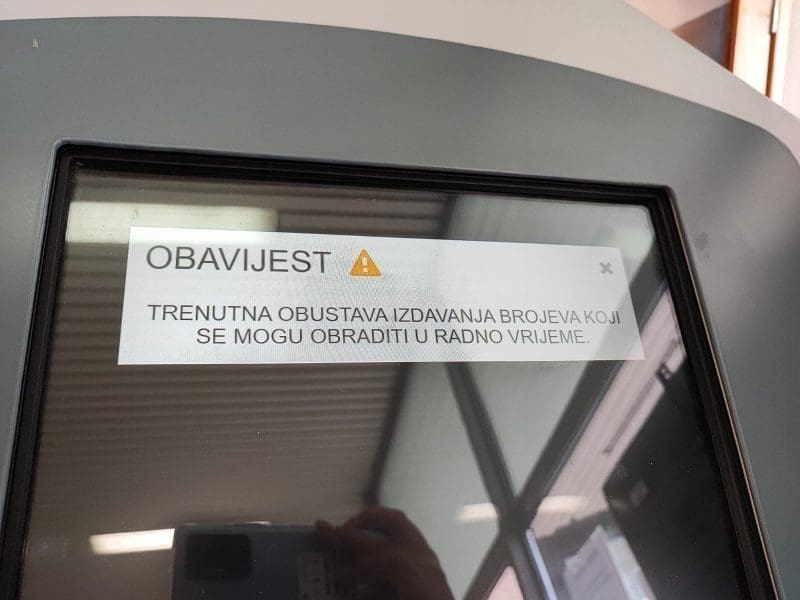 OBAVIJEST
TRENUTNA OBUSTAVA IZDAVANJA BROJEVA KOJI
SE MOGU OBRADITI U RADNO VRIJEME.